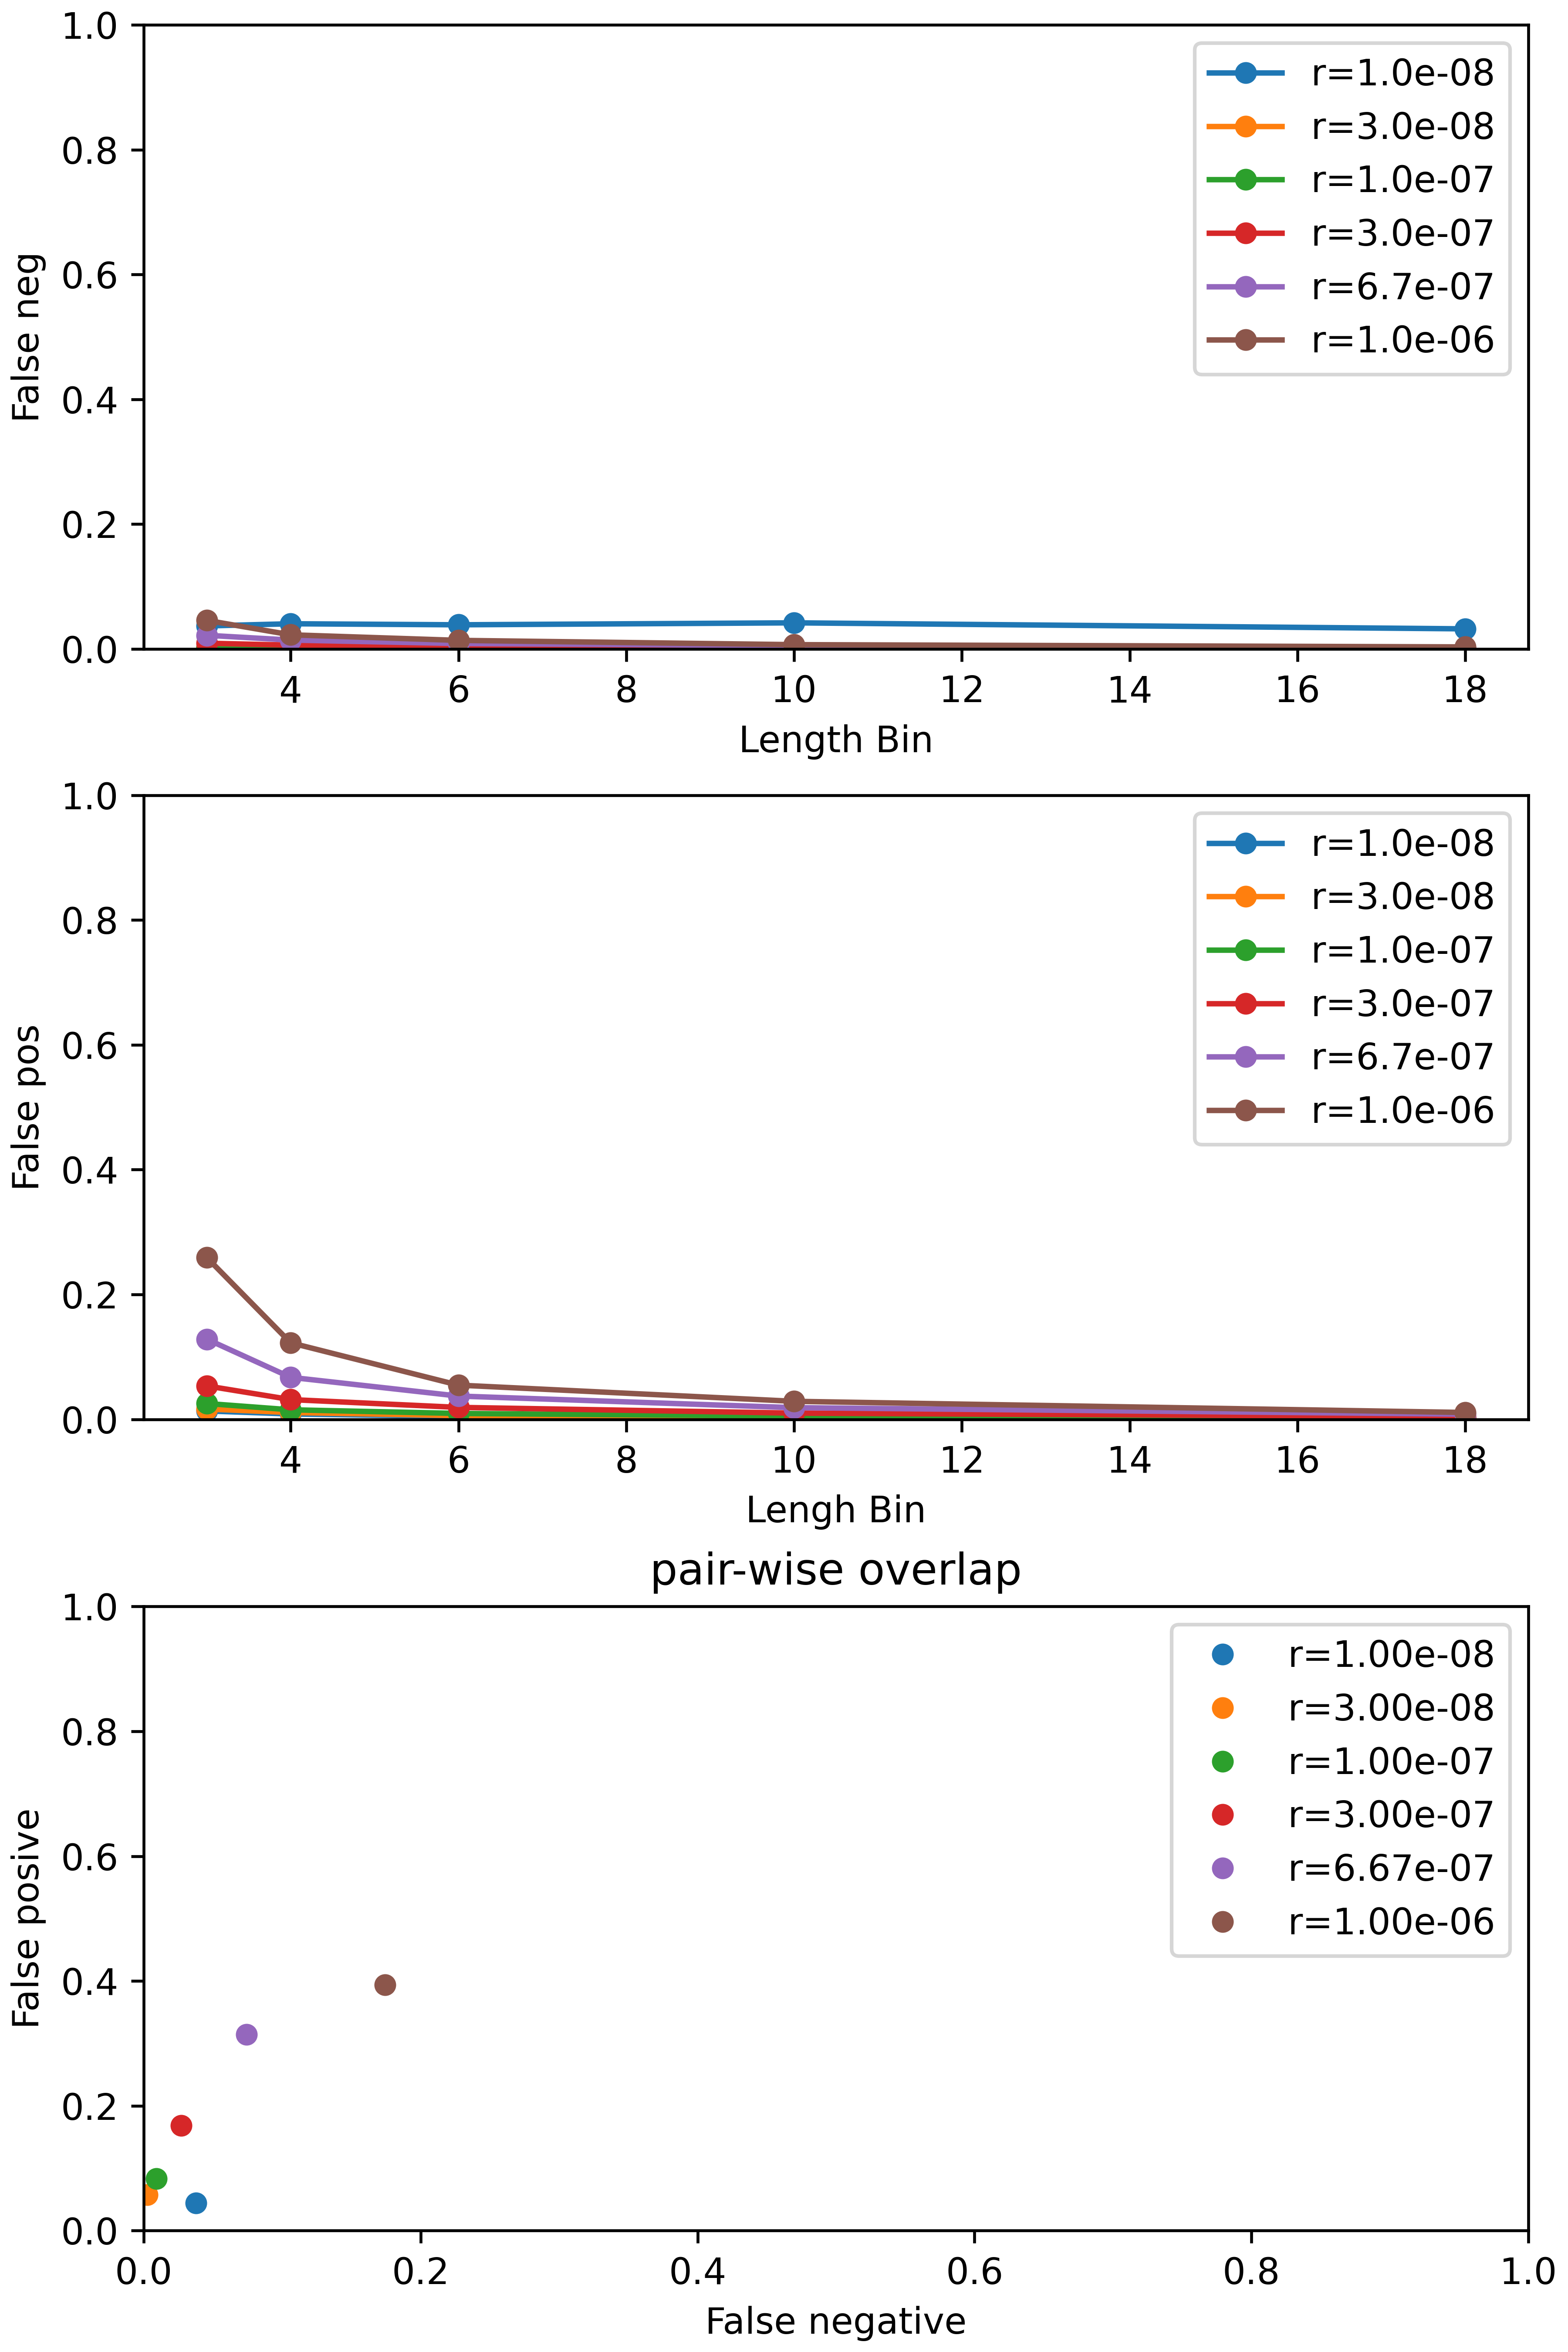 1.0
0.8
0.6
0.4
0.2
0.0
False neg
r=1.0e-08
r=3.0e-08
r=1.0e-07
r=3.0e-07
r=6.7e-07
r=1.0e-06
4 6 8 10 12 14 16 18
Length Bin
1.0
0.8
0.6
0.4
0.2
0.0
False pos
r=1.0e-08
r=3.0e-08
r=1.0e-07
r=3.0e-07
r=6.7e-07
r=1.0e-06
4 6 8 10 12 14 16 18
Lengh Bin
pair-wise overlap
1.0
0.8
0.6
0.4
0.2
0.0
False posive
r=1.00e-08
r=3.00e-08
r=1.00e-07
r=3.00e-07
r=6.67e-07
r=1.00e-06
0.0 0.2 0.4 0.6 0.8 1.0
False negative